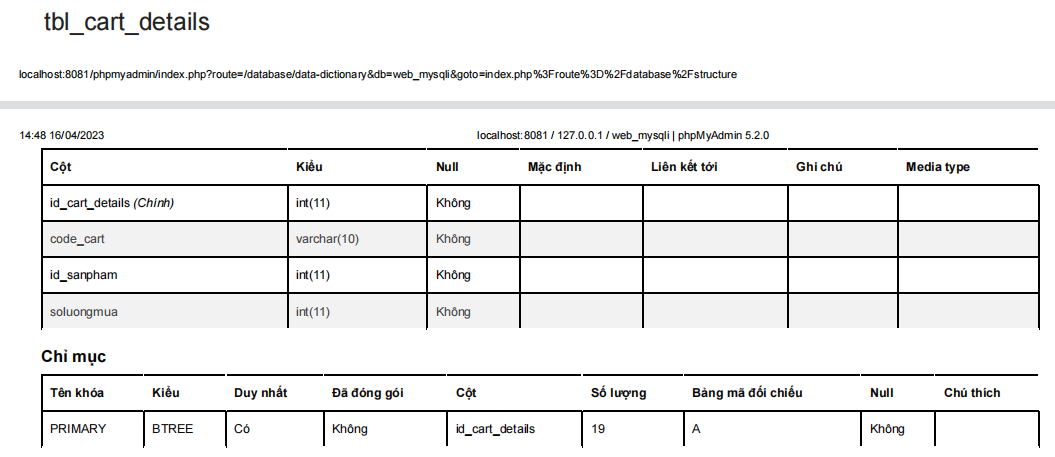 tbl_cart_details
localhost:8081/phpmyadmin/index.php?route=/database/data-dictionary&db=web_mysqli&goto=index.php%3Froute%3D%2Fdatabase%2Fstructure
14:48 16/04/2023 localhost:8081 / 127.0.0.1 / web_mysqli | phpMyAdmin 5.2.0
Cột Kiểu Null Mặc định Liên kết tới Ghi chú Media type
id_cart_details (Chính) int(11) Không
code_cart varchar(10) Không
id_sanpham int(11) Không
soluongmua int(11) Không
Chỉ mục
Tên khóa Kiểu Duy nhất Đã đóng gói Cột Số lượng Bảng mã đối chiếu Null Chú thích
PRIMARY BTREE Có Không id_cart_details 19 A Không